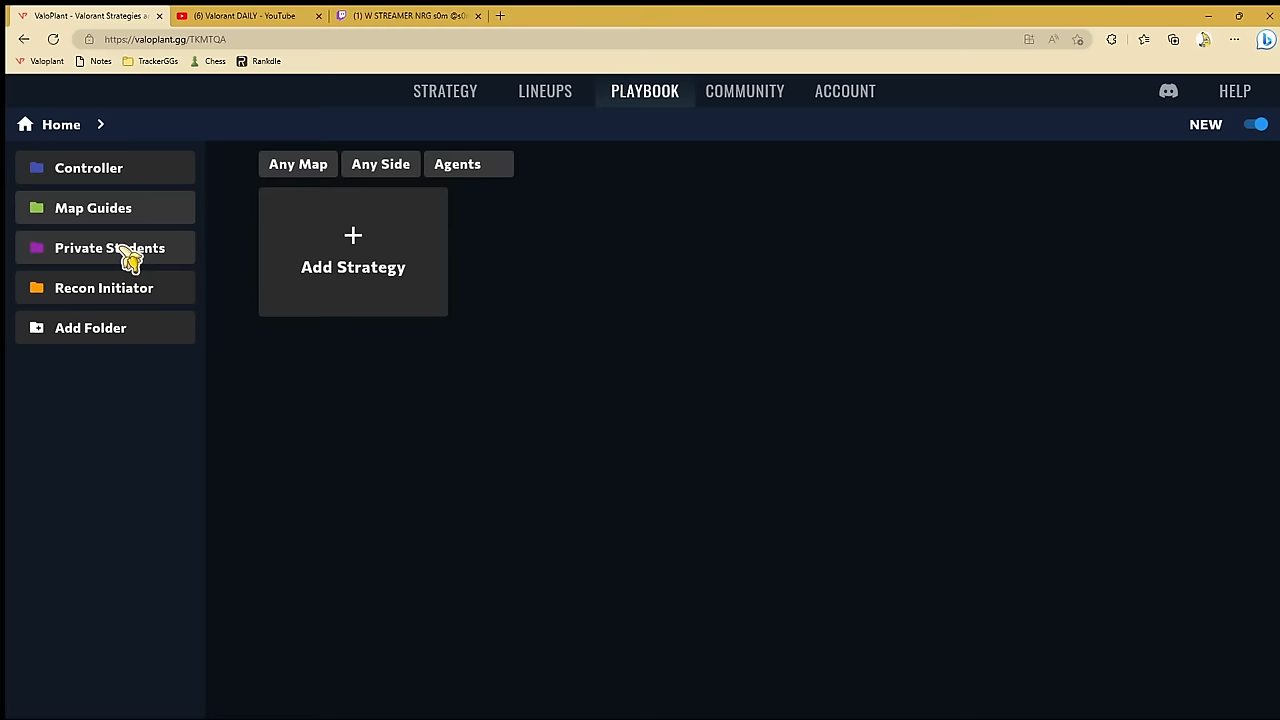 ValoPlant - Valorant Strategies a
(6) Valorant DAILY - YouTube
(1) W STREAMER NRG s0m @s0
https://valoplant.gg/TKMTQA
Valoplant
Notes
TrackerGGs
Chess
Rankdle
STRATEGY
LINEUPS
PLAYBOOK
COMMUNITY
ACCOUNT
HELP
Home
NEW
Controller
Map Guides
Private Students
Recon Initiator
Add Folder
Any Map
Any Side
Agents
+
Add Strategy